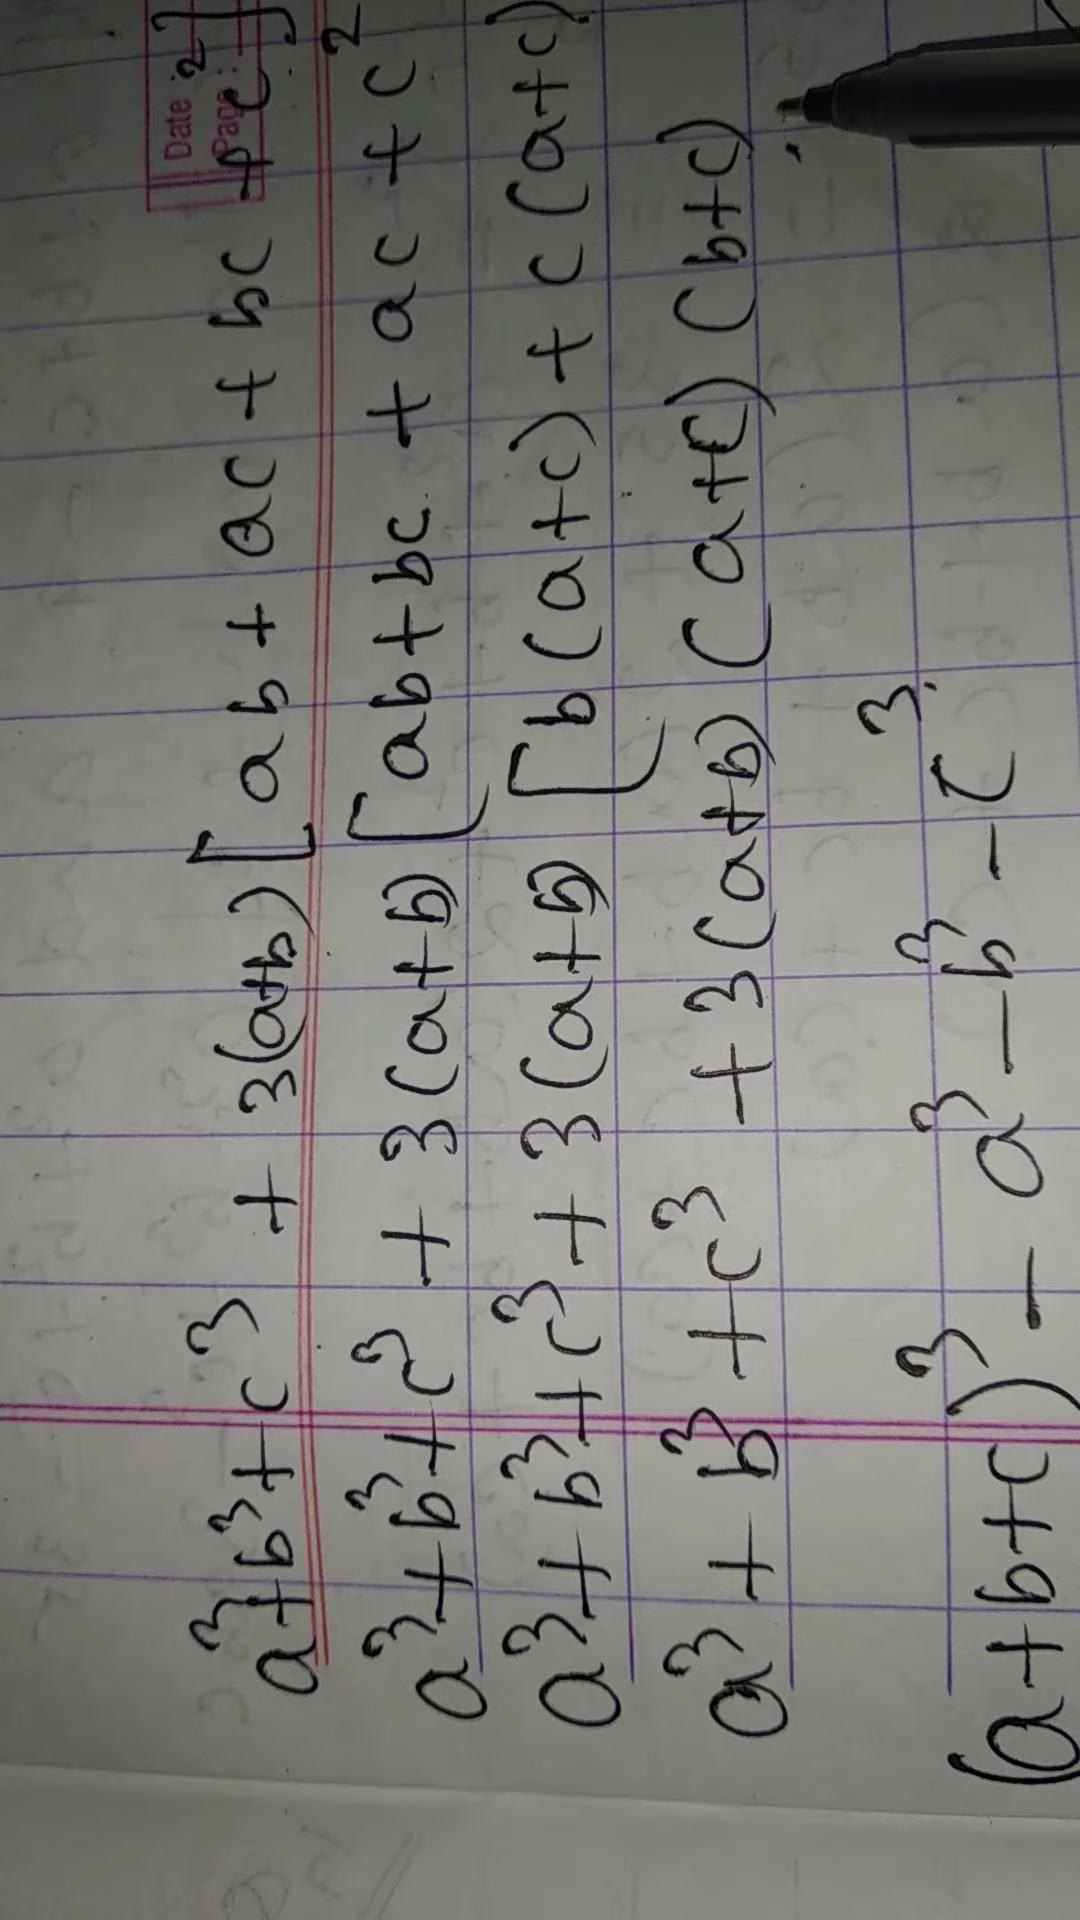 Date :
Page :
a³+b³+c³ + 3(a+b)[ab + ac + bc + c²]
a³+b³+c³ + 3(a+b)[ab+bc + ac + c²
a³+b³+c³ + 3(a+b)[b(a+c) + c(a+c)
a³ + b³ + c³ + 3(a+b)(a+c)(b+c)
(a+b+c)³ - a³ - b³ - c³